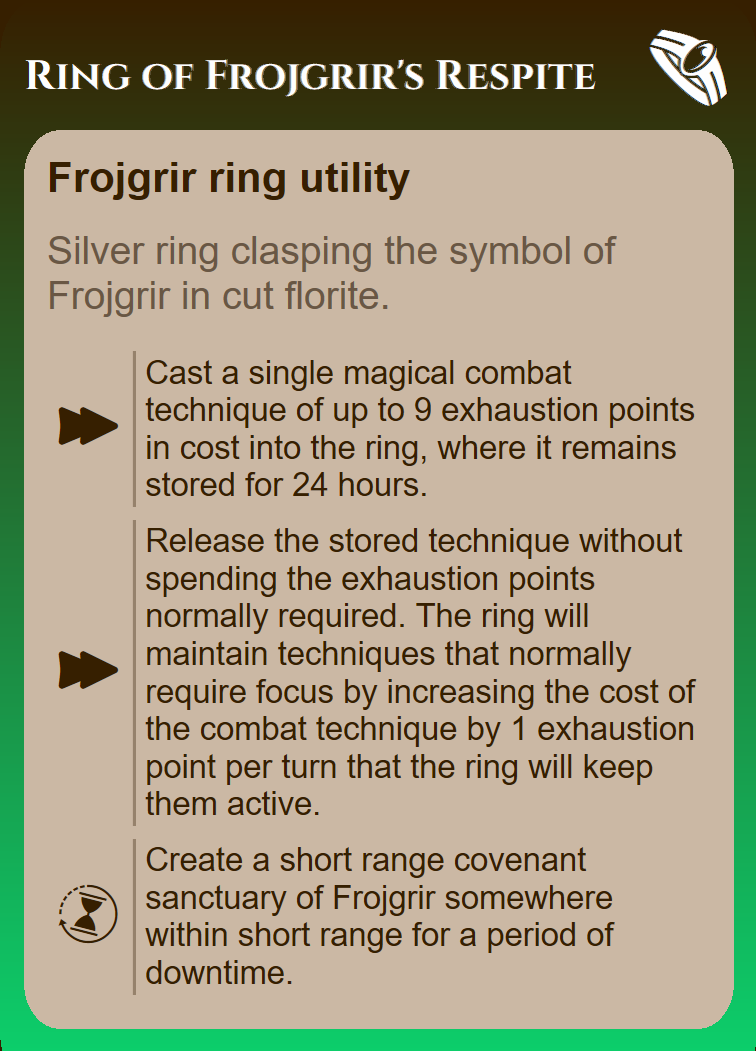 Ring of Frojgrir's Respite
Frojgrir ring utility
Silver ring clasping the symbol of
Frojgrir in cut florite.
Cast a single magical combat
technique of up to 9 exhaustion points
in cost into the ring, where it remains
stored for 24 hours.
Release the stored technique without
spending the exhaustion points
normally required. The ring will
maintain techniques that normally
require focus by increasing the cost of
the combat technique by 1 exhaustion
point per turn that the ring will keep
them active.
Create a short range covenant
sanctuary of Frojgrir somewhere
within short range for a period of
downtime.